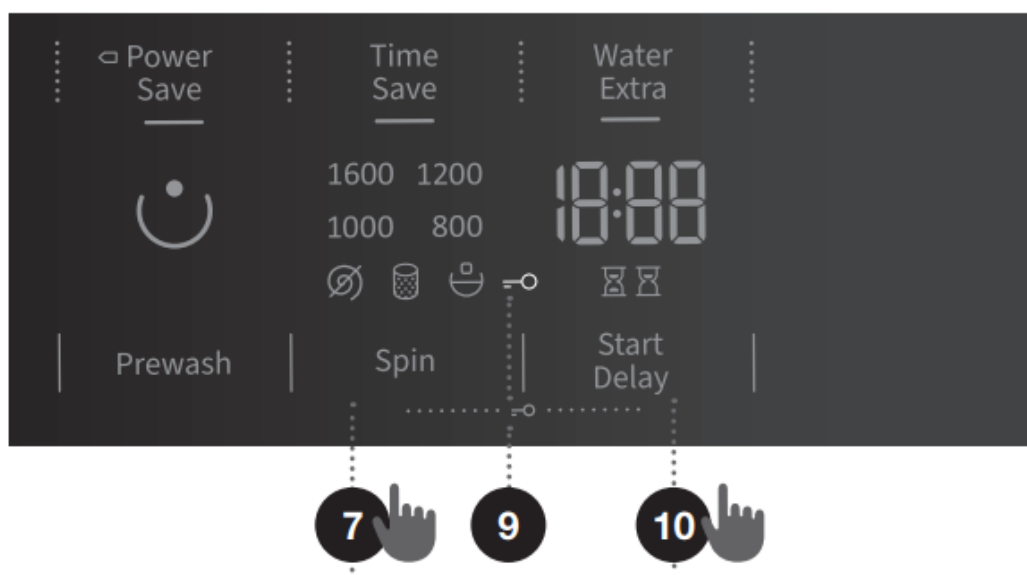 Power
Save
Time
Save
Water
Extra
1600 1200
1000 800
18:88
Prewash
Spin
Start
Delay
7
9
10